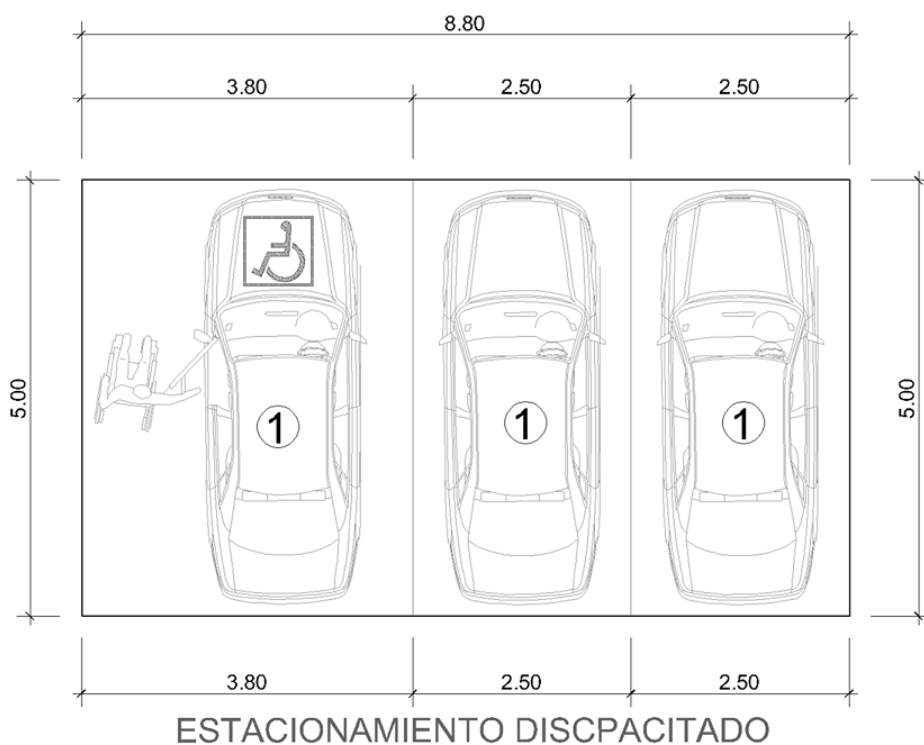 8.80
3.80 2.50 2.50
5.00 5.00
1 1 1
3.80 2.50 2.50
ESTACIONAMIENTO DISCPACITADO